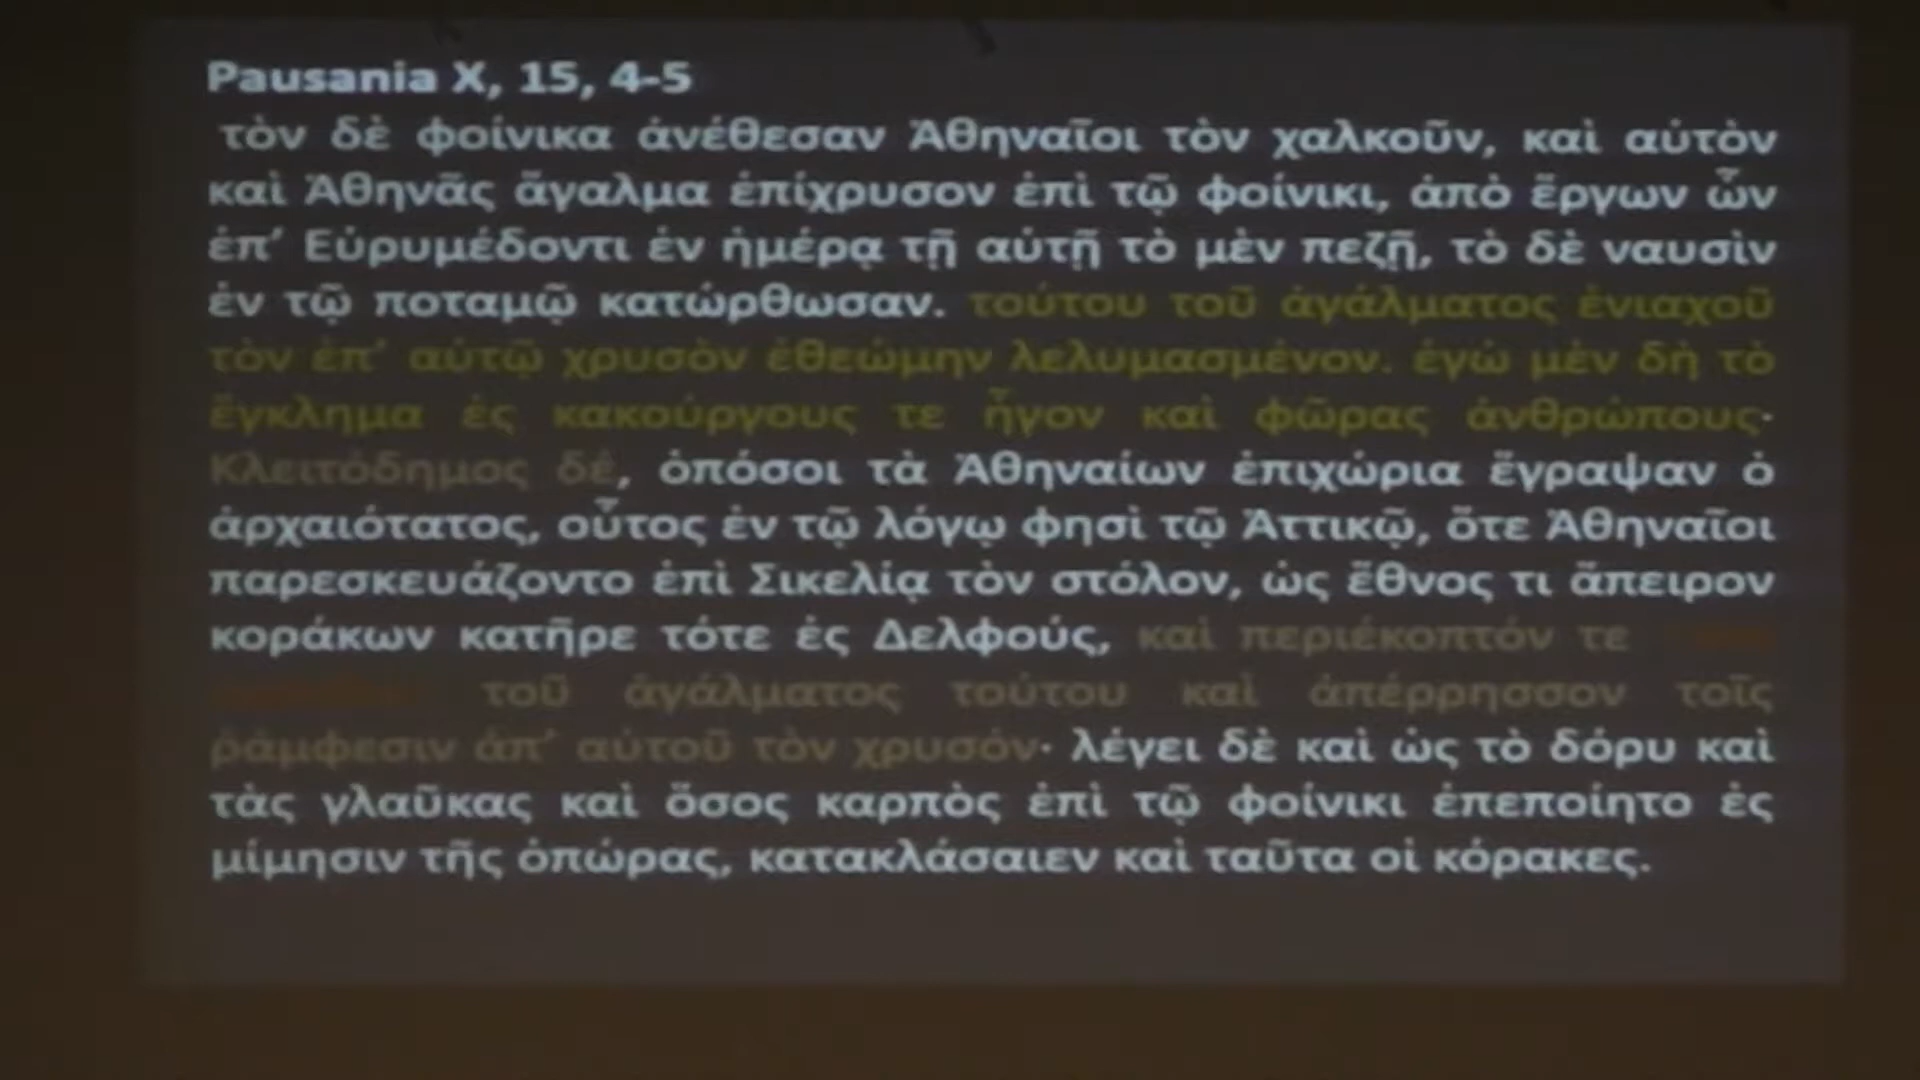 Pausania X, 15, 4-5
τὸν δὲ φοίνικα ἀνέθεσαν Ἀθηναῖοι τὸν χαλκοῦν, καὶ αὐτὸν
καὶ Ἀθηνᾶς ἄγαλμα ἐπίχρυσον ἐπὶ τῷ φοίνικι, ἀπὸ ἔργων ὧν
ἐπ’ Εὐρυμέδοντι ἐν ἡμέρᾳ τῇ αὐτῇ τὸ μὲν πεζῇ, τὸ δὲ ναυσὶν
ἐν τῷ ποταμῷ κατώρθωσαν. τούτου τοῦ ἀγάλματος ἐνιαχοῦ
τὸν ἐπ’ αὐτῷ χρυσὸν ἐθεώμην λελυμασμένον. ἐγὼ μὲν δὴ τὸ
ἔγκλημα ἐς κακούργους τε ἦγον καὶ φῶρας ἀνθρώπους·
Κλειτόδημος δέ, ὁπόσοι τὰ Ἀθηναίων ἐπιχώρια ἔγραψαν ὁ
ἀρχαιότατος, οὗτος ἐν τῷ λόγῳ φησὶ τῷ Ἀττικῷ, ὅτε Ἀθηναῖοι
παρεσκευάζοντο ἐπὶ Σικελίᾳ τὸν στόλον, ὡς ἔθνος τι ἄπειρον
κοράκων κατῆρε τότε ἐς Δελφούς, καὶ περιέκοπτόν τε
τοῦ ἀγάλματος τούτου καὶ ἀπέρρησσον τοῖς
ῥάμφεσιν ἀπ’ αὐτοῦ τὸν χρυσόν· λέγει δὲ καὶ ὡς τὸ δόρυ καὶ
τὰς γλαῦκας καὶ ὅσος καρπὸς ἐπὶ τῷ φοίνικι ἐπεποίητο ἐς
μίμησιν τῆς ὀπώρας, κατακλάσαιεν καὶ ταῦτα οἱ κόρακες.